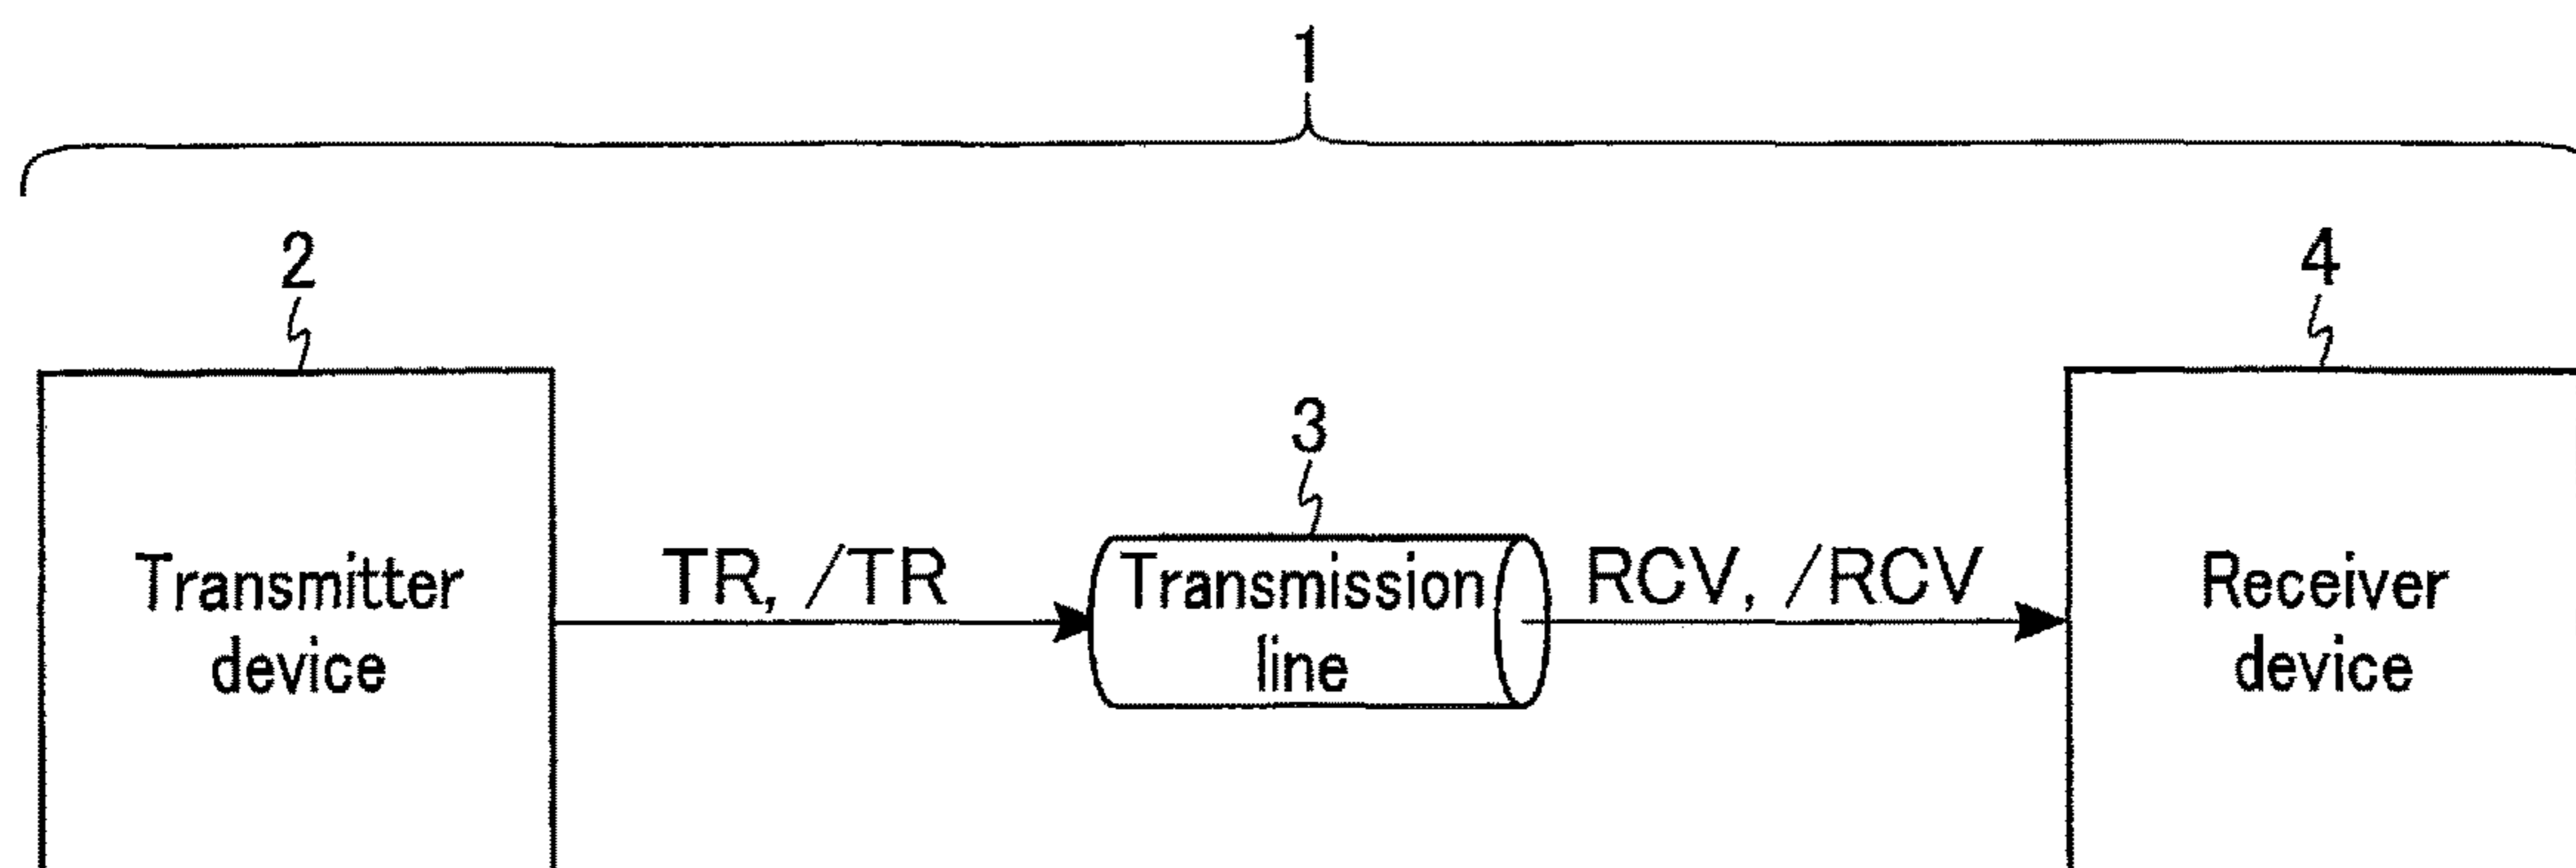 1
2
4
3
Transmitter
device
TR, /TR
Transmission
line
RCV, /RCV
Receiver
device